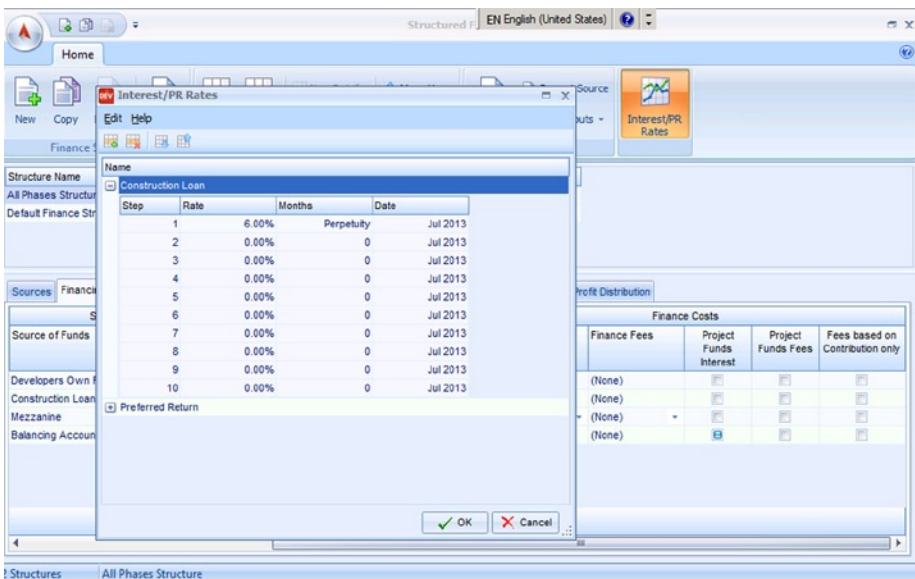 Structured F
EN English (United States)
Home
New
Copy
Finance S
Source
outs
Interest/PR
Rates
DEV Interest/PR Rates
Edit Help
Name
Construction Loan
Step Rate Months Date
1 6.00% Perpetuity Jul 2013
2 0.00% 0 Jul 2013
3 0.00% 0 Jul 2013
4 0.00% 0 Jul 2013
5 0.00% 0 Jul 2013
6 0.00% 0 Jul 2013
7 0.00% 0 Jul 2013
8 0.00% 0 Jul 2013
9 0.00% 0 Jul 2013
10 0.00% 0 Jul 2013
Preferred Return
OK Cancel
Structure Name
All Phases Structur
Default Finance Str
Sources Financi
Profit Distribution
S
Finance Costs
Source of Funds
Finance Fees
Project
Funds
Interest
Project
Funds Fees
Fees based on
Contribution only
Developers Own F
(None)
Construction Loan
(None)
Mezzanine
(None)
Balancing Accoun
(None)
2 Structures
All Phases Structure